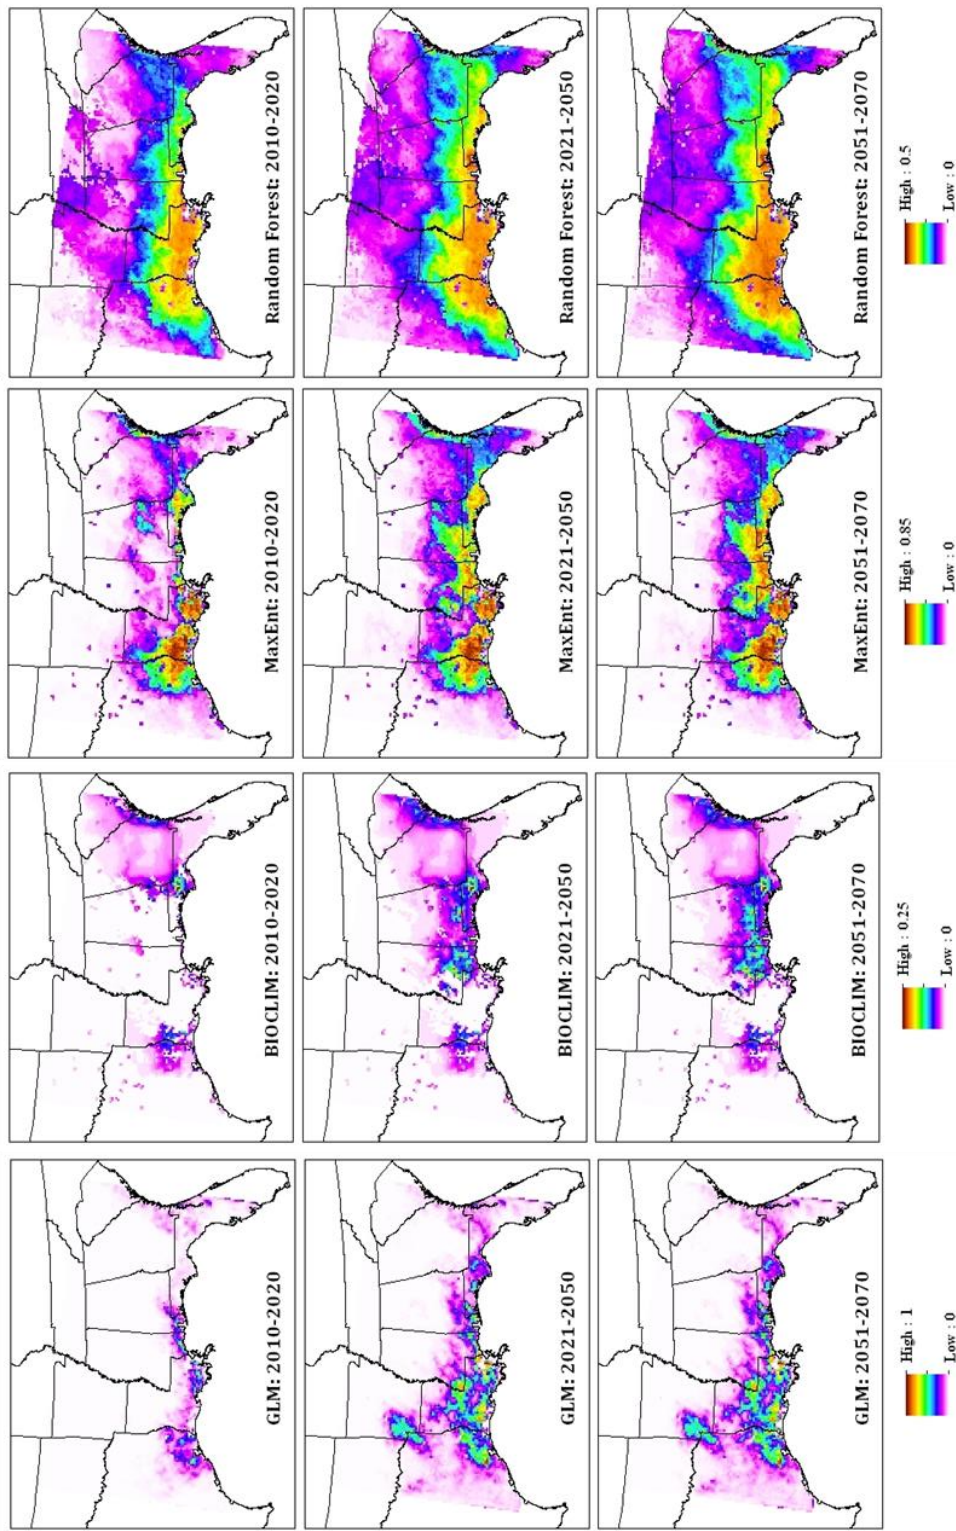 GLM: 2010-2020
BIOCLIM: 2010-2020
MaxEnt: 2010-2020
Random Forest: 2010-2020
GLM: 2021-2050
BIOCLIM: 2021-2050
MaxEnt: 2021-2050
Random Forest: 2021-2050
GLM: 2051-2070
BIOCLIM: 2051-2070
MaxEnt: 2051-2070
Random Forest: 2051-2070
High : 1
Low : 0
High : 0.25
Low : 0
High : 0.85
Low : 0
High : 0.5
Low : 0